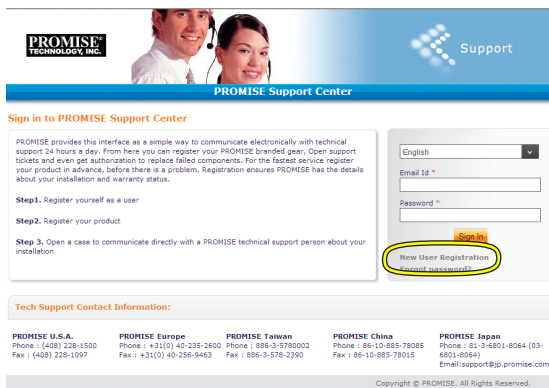 PROMISE®
TECHNOLOGY, INC.
Support
PROMISE Support Center
Sign in to PROMISE Support Center
PROMISE provides this interface as a simple way to communicate electronically with technical
support 24 hours a day. From here you can register your PROMISE branded gear, Open support
tickets and even get authorization to replace failed components. For the fastest service register
your product in advance, before there is a problem. Registration ensures PROMISE has the details
about your installation and warranty status.
Step1. Register yourself as a user
Step2. Register your product
Step 3. Open a case to communicate directly with a PROMISE technical support person about your
installation
English
Email Id *
Password *
Sign In
New User Registration
Forgot password?
Tech Support Contact Information:
PROMISE U.S.A.
Phone : (408) 228-1500
Fax : (408) 228-1097
PROMISE Europe
Phone : +31(0) 40-235-2600
Fax : +31(0) 40-256-9463
PROMISE Taiwan
Phone : 886-3-5780002
Fax : 886-3-578-2390
PROMISE China
Phone : 86-10-885-78085
Fax : 86-10-885-78015
PROMISE Japan
Phone : 81-3-6801-8064 (03-
6801-8064)
Email:support@jp.promise.com
Copyright © PROMISE. All Rights Reserved.